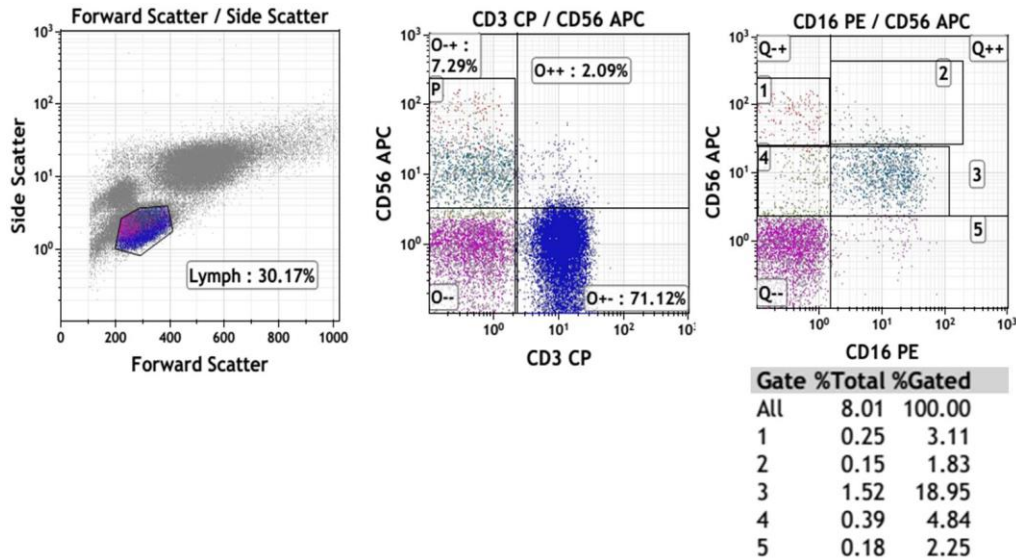 Forward Scatter / Side Scatter
10³
10²
10¹
10⁰
Side Scatter
Lymph : 30.17%
0 200 400 600 800 1000
Forward Scatter
CD3 CP / CD56 APC
10³
10²
10¹
10⁰
CD56 APC
O-+ :
7.29%
O++ : 2.09%
P
O--
O+- : 71.12%
10⁰ 10¹ 10² 10³
CD3 CP
CD16 PE / CD56 APC
10³
10²
10¹
10⁰
CD56 APC
Q-+
Q++
2
1
4
3
5
Q--
10⁰ 10¹ 10² 10³
CD16 PE
Gate %Total %Gated
All 8.01 100.00
1 0.25 3.11
2 0.15 1.83
3 1.52 18.95
4 0.39 4.84
5 0.18 2.25